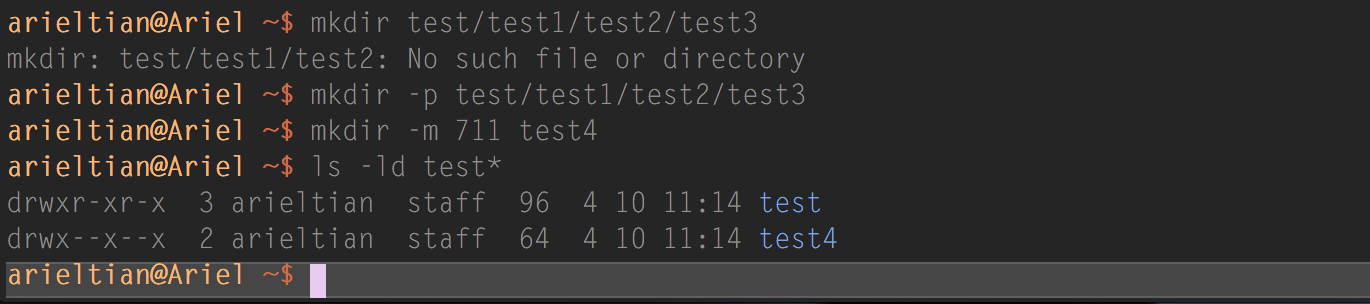 arieltian@Ariel ~$ mkdir test/test1/test2/test3
mkdir: test/test1/test2: No such file or directory
arieltian@Ariel ~$ mkdir -p test/test1/test2/test3
arieltian@Ariel ~$ mkdir -m 711 test4
arieltian@Ariel ~$ ls -ld test*
drwxr-xr-x  3 arieltian  staff  96  4 10 11:14 test
drwx--x--x  2 arieltian  staff  64  4 10 11:14 test4
arieltian@Ariel ~$